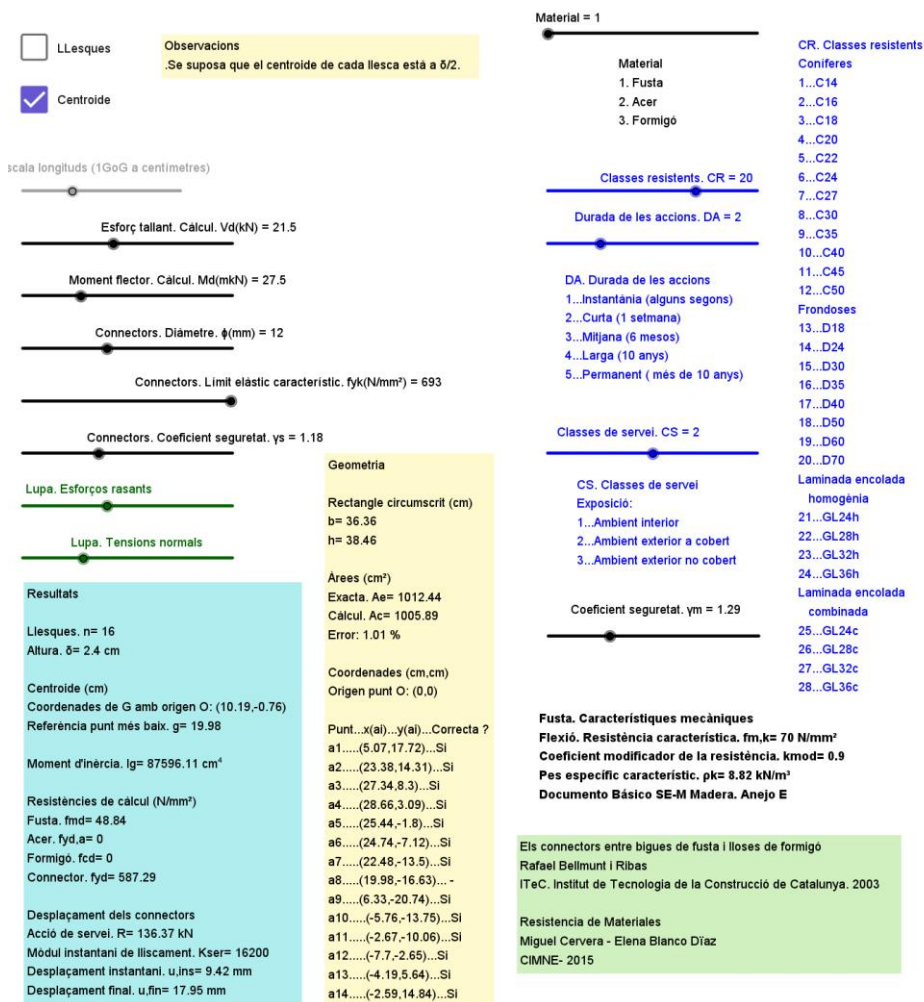 LLesques
Centroide
Observacions
.Se suposa que el centroide de cada llesca està a δ/2.
scala longituds (1GoG a centímetres)
Esforç tallant. Càlcul. Vd(kN) = 21.5
Moment flector. Càlcul. Md(mkN) = 27.5
Connectors. Diàmetre. ϕ(mm) = 12
Connectors. Límit elàstic característic. fyk(N/mm²) = 693
Connectors. Coeficient seguretat. γs = 1.18
Lupa. Esforços rasants
Lupa. Tensions normals
Resultats
Llesques. n= 16
Altura. δ= 2.4 cm
Centroide (cm)
Coordenades de G amb origen O: (10.19,-0.76)
Referència punt més baix. g= 19.98
Moment d'inèrcia. Ig= 87596.11 cm⁴
Resistències de càlcul (N/mm²)
Fusta. fmd= 48.84
Acer. fyd,a= 0
Formigó. fcd= 0
Connector. fyd= 587.29
Desplaçament dels connectors
Acció de servei. R= 136.37 kN
Mòdul instantani de lliscament. Kser= 16200
Desplaçament instantani. u,ins= 9.42 mm
Desplaçament final. u,fin= 17.95 mm
Geometria
Rectangle circumscrit (cm)
b= 36.36
h= 38.46
Àrees (cm²)
Exacta. Ae= 1012.44
Càlcul. Ac= 1005.89
Error: 1.01 %
Coordenades (cm,cm)
Origen punt O: (0,0)
Punt...x(ai)...y(ai)...Correcta ?
a1.....(5.07,17.72)...Si
a2.....(23.38,14.31)...Si
a3.....(27.34,8.3)...Si
a4.....(28.66,3.09)...Si
a5.....(25.44,-1.8)...Si
a6.....(24.74,-7.12)...Si
a7.....(22.48,-13.5)...Si
a8.....(19.98,-16.63)... -
a9.....(6.33,-20.74)...Si
a10.....(-5.76,-13.75)...Si
a11.....(-2.67,-10.06)...Si
a12.....(-7.7,-2.65)...Si
a13.....(-4.19,5.64)...Si
a14.....(-2.59,14.84)...Si
Material = 1
Material
1. Fusta
2. Acer
3. Formigó
Classes resistents. CR = 20
Durada de les accions. DA = 2
DA. Durada de les accions
1...Instantània (alguns segons)
2...Curta (1 setmana)
3...Mitjana (6 mesos)
4...Larga (10 anys)
5...Permanent ( més de 10 anys)
Classes de servei. CS = 2
CS. Classes de servei
Exposició:
1...Ambient interior
2...Ambient exterior a cobert
3...Ambient exterior no cobert
Coeficient seguretat. γm = 1.29
CR. Classes resistents
Coníferes
1...C14
2...C16
3...C18
4...C20
5...C22
6...C24
7...C27
8...C30
9...C35
10...C40
11...C45
12...C50
Frondoses
13...D18
14...D24
15...D30
16...D35
17...D40
18...D50
19...D60
20...D70
Laminada encolada
homogènia
21...GL24h
22...GL28h
23...GL32h
24...GL36h
Laminada encolada
combinada
25...GL24c
26...GL28c
27...GL32c
28...GL36c
Fusta. Característiques mecàniques
Flexió. Resistència característica. fm,k= 70 N/mm²
Coeficient modificador de la resistència. kmod= 0.9
Pes específic característic. ρk= 8.82 kN/m³
Documento Básico SE-M Madera. Anejo E
Els connectors entre bigues de fusta i lloses de formigó
Rafael Bellmunt i Ribas
ITeC. Institut de Tecnologia de la Construcció de Catalunya. 2003
Resistencia de Materiales
Miguel Cervera - Elena Blanco Dïaz
CIMNE- 2015